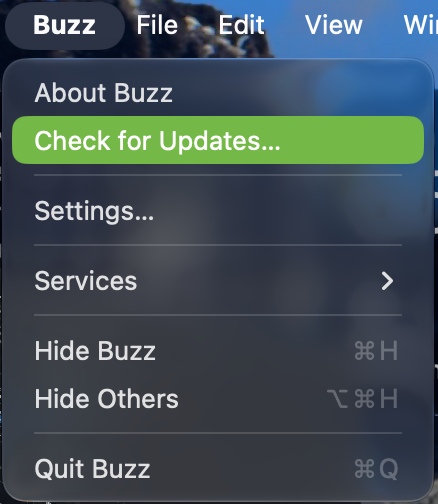 Buzz File Edit View
About Buzz
Check for Updates...
Settings...
Services
Hide Buzz ⌘H
Hide Others ⌥⌘H
Quit Buzz ⌘Q